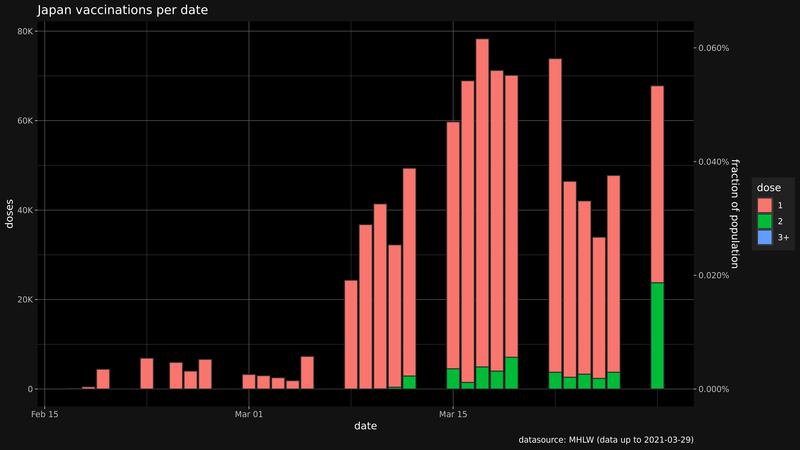 Japan vaccinations per date
80K
60K
40K
20K
0
doses
0.060%
0.040%
0.020%
0.000%
fraction of population
dose
1
2
3+
Feb 15
Mar 01
Mar 15
date
datasource: MHLW (data up to 2021-03-29)